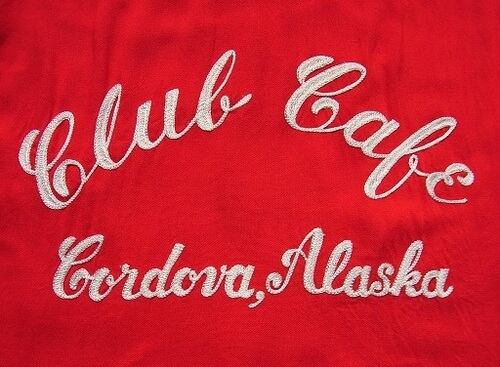 Club Cafe
Cordova, Alaska